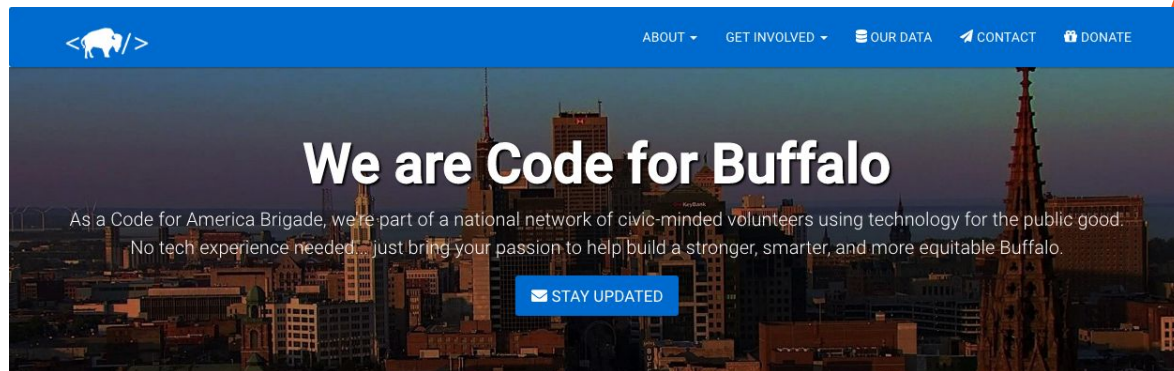 ABOUT
GET INVOLVED
OUR DATA
CONTACT
DONATE
We are Code for Buffalo
As a Code for America Brigade, we're part of a national network of civic-minded volunteers using technology for the public good.
No tech experience needed... just bring your passion to help build a stronger, smarter, and more equitable Buffalo.
KeyBank
STAY UPDATED